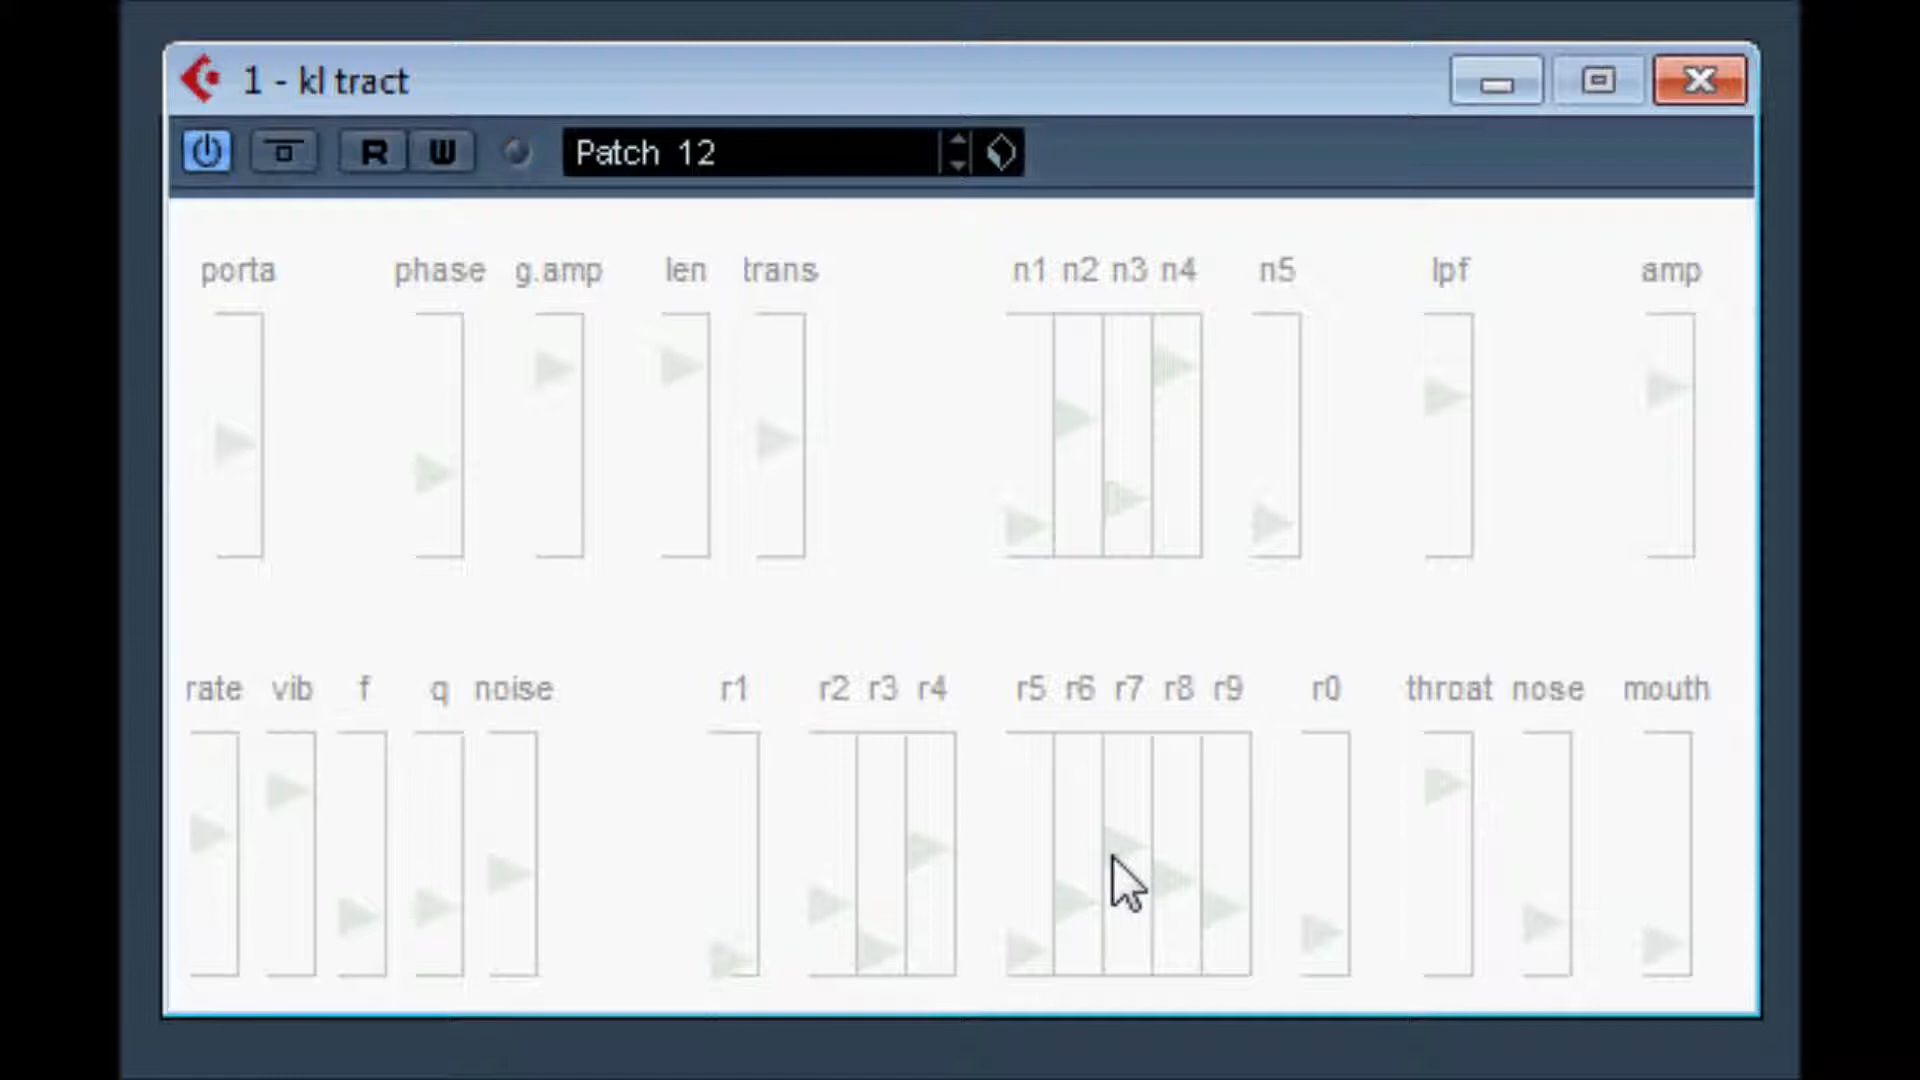 1 - kl tract
R W Patch 12
porta phase g.amp len trans n1 n2 n3 n4 n5 lpf amp
rate vib f q noise r1 r2 r3 r4 r5 r6 r7 r8 r9 r0 throat nose mouth